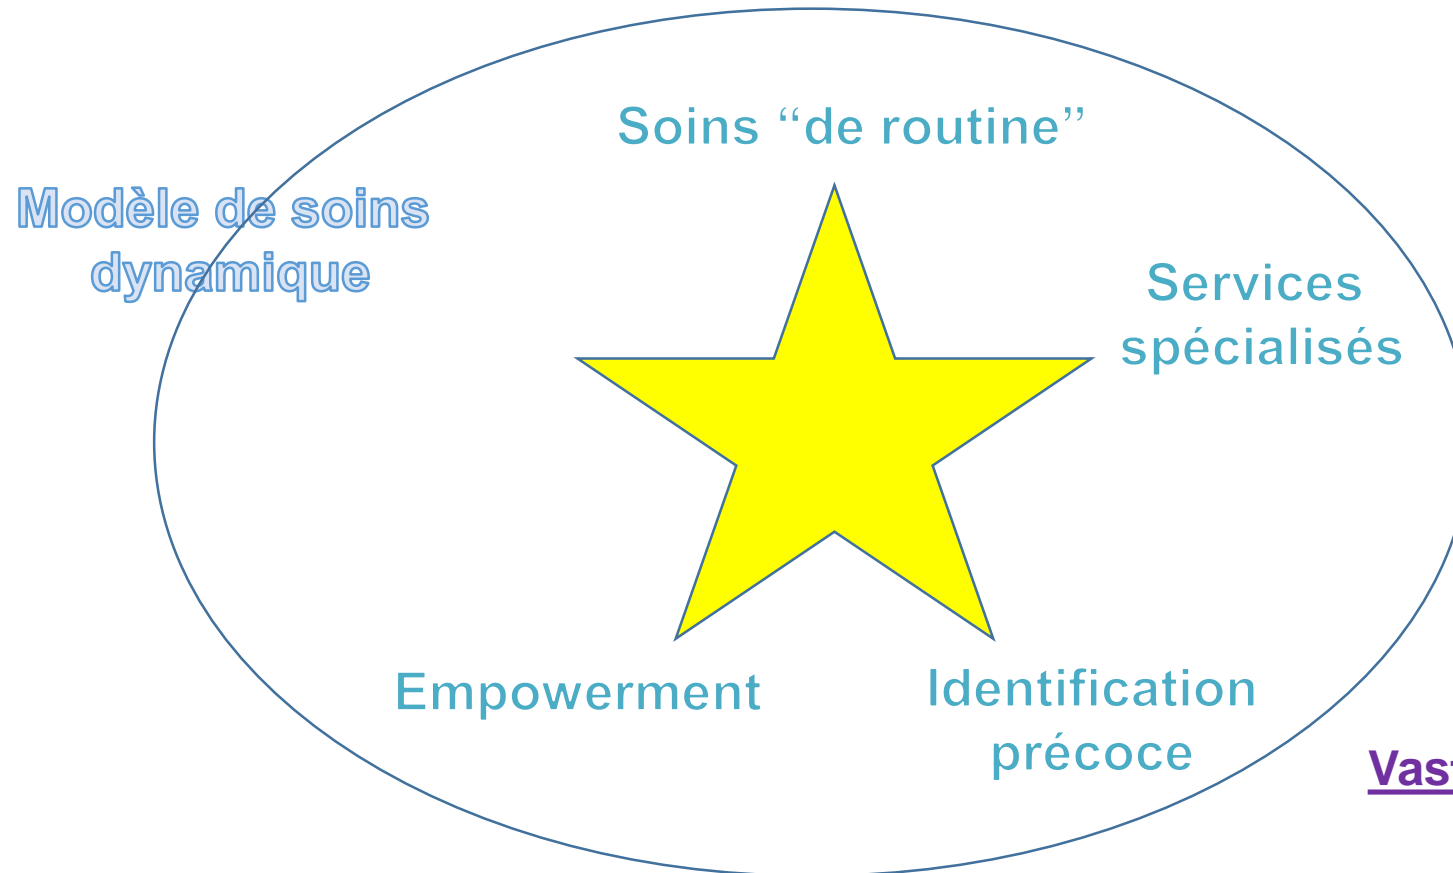 Soins “de routine”
Modèle de soins
dynamique
Services
spécialisés
Empowerment
Identification
précoce